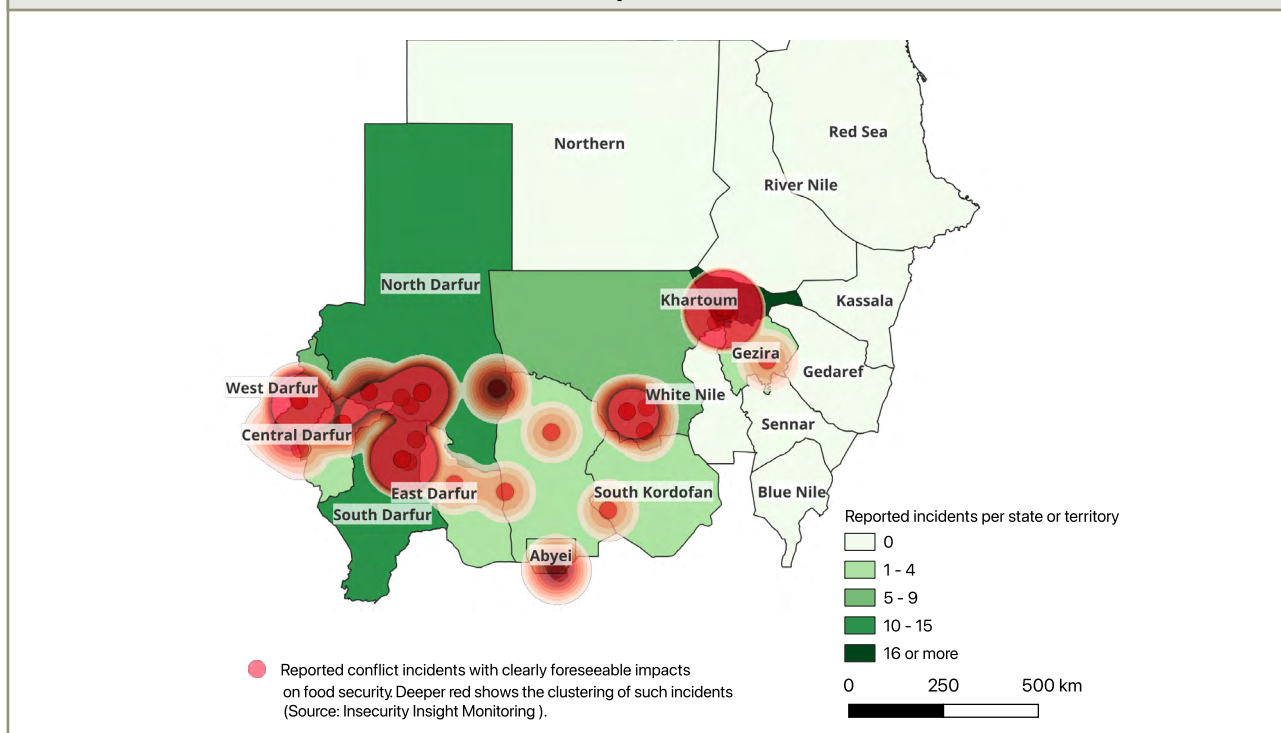 Northern
Red Sea
River Nile
North Darfur
Khartoum
Kassala
Gezira
Gedaref
West Darfur
White Nile
Central Darfur
Sennar
East Darfur
South Kordofan
Blue Nile
South Darfur
Abyei
Reported incidents per state or territory
0
1 - 4
5 - 9
10 - 15
16 or more
0 250 500 km
Reported conflict incidents with clearly foreseeable impacts
on food security. Deeper red shows the clustering of such incidents
(Source: Insecurity Insight Monitoring ).